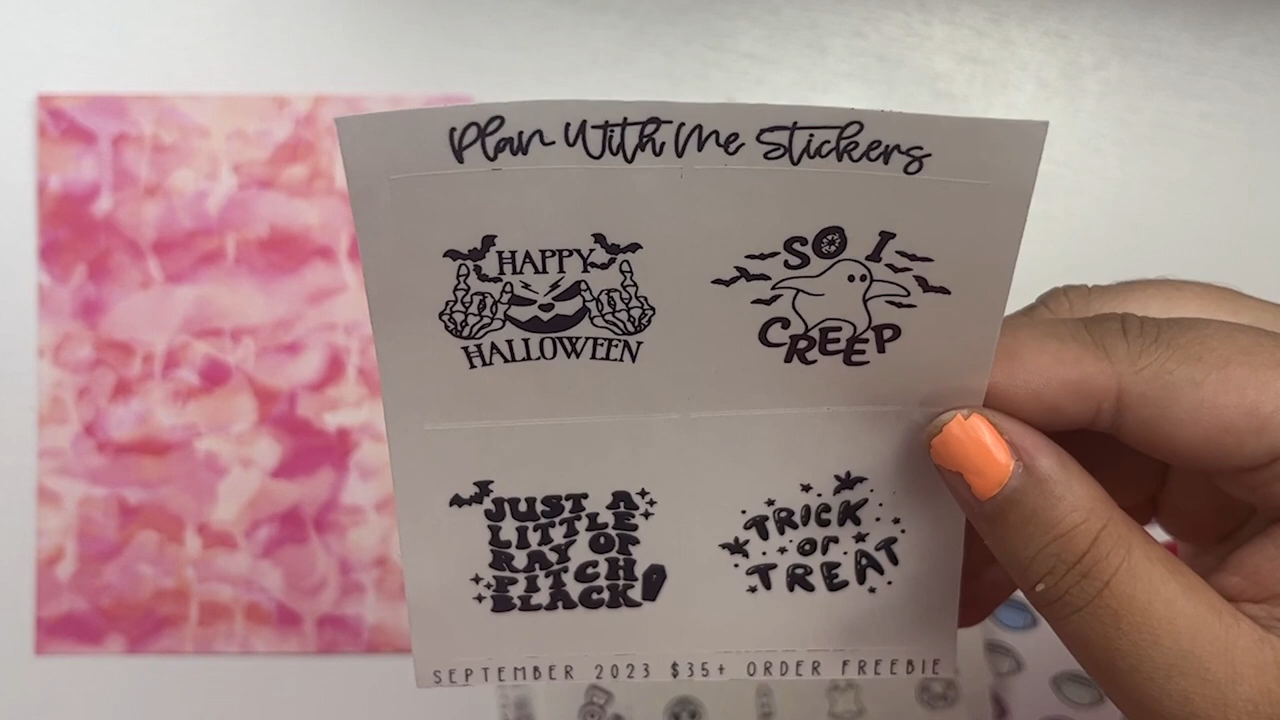 Plan With Me Stickers
HAPPY
HALLOWEEN
SO I
CREEP
JUST A
LITTLE
RAY OF
PITCH
BLACK
TRICK
or
TREAT
SEPTEMBER 2023 $35+ ORDER FREEBIE